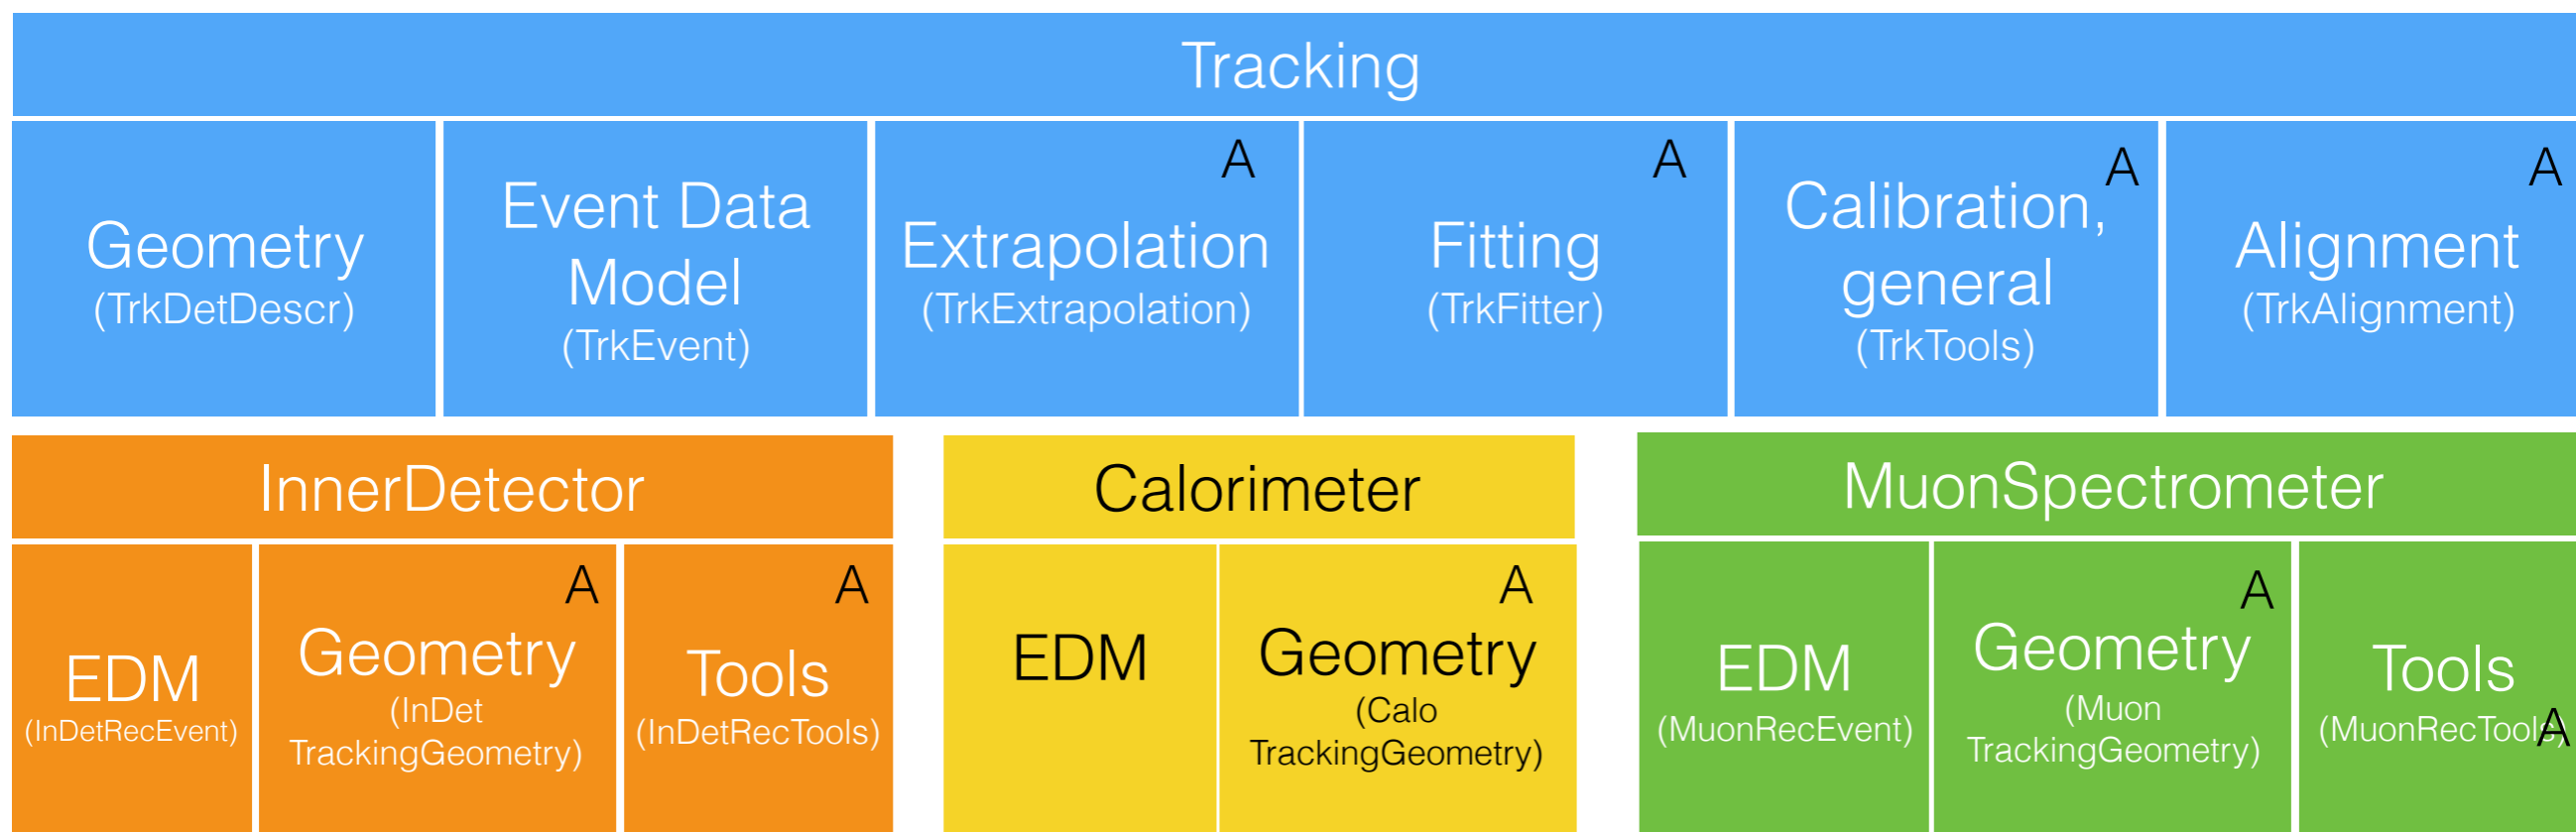 Tracking
Geometry
(TrkDetDescr)
Event Data
Model
(TrkEvent)
A
Extrapolation
(TrkExtrapolation)
A
Fitting
(TrkFitter)
A
Calibration,
general
(TrkTools)
A
Alignment
(TrkAlignment)
InnerDetector
EDM
(InDetRecEvent)
A
Geometry
(InDet
TrackingGeometry)
A
Tools
(InDetRecTools)
Calorimeter
EDM
A
Geometry
(Calo
TrackingGeometry)
MuonSpectrometer
EDM
(MuonRecEvent)
A
Geometry
(Muon
TrackingGeometry)
Tools
(MuonRecTools)
A